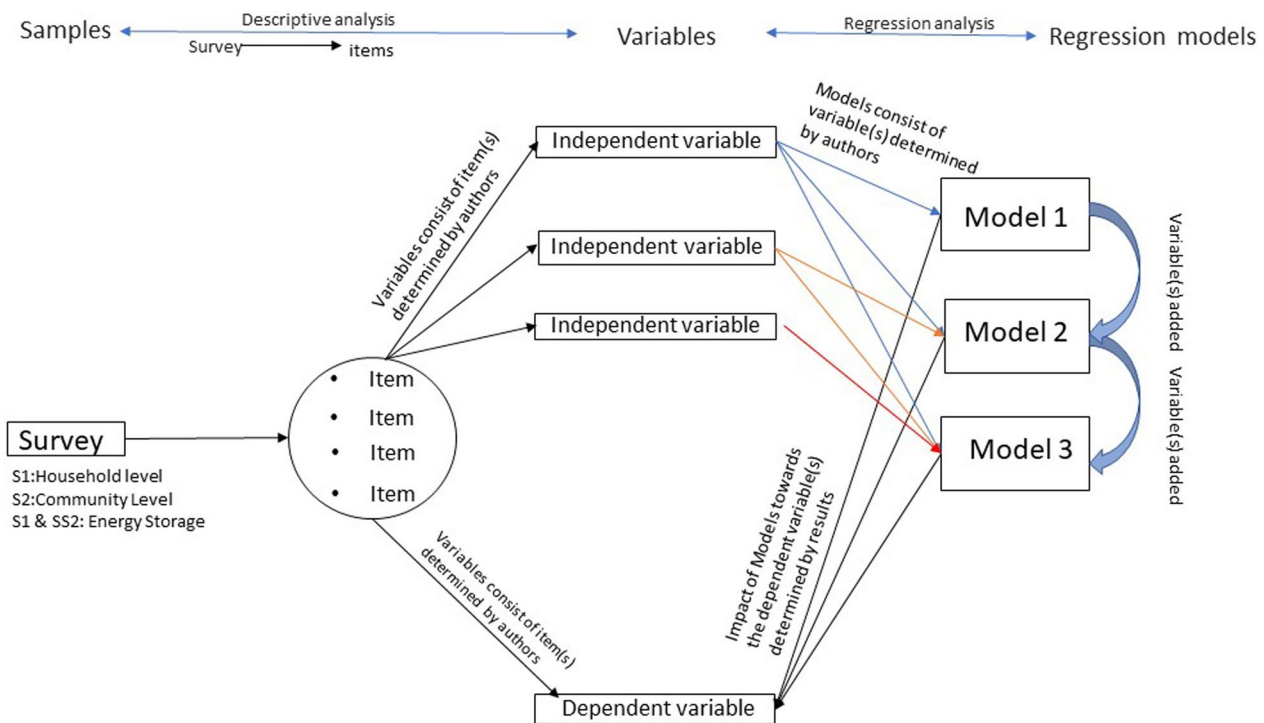 Samples
Descriptive analysis
Survey
items
Variables
Regression analysis
Regression models
Variables consist of item(s)
determined by authors
Independent variable
Independent variable
Independent variable
Models consist of
variable(s) determined
by authors
Model 1
Model 2
Model 3
Variable(s) added
Variable(s) added
• Item
• Item
• Item
• Item
Survey
S1:Household level
S2:Community Level
S1 & SS2: Energy Storage
Variables consist of item(s)
determined by authors
Impact of Models towards
the dependent variable(s)
determined by results
Dependent variable